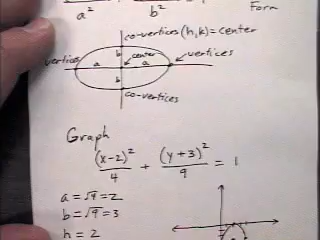 a² b² Form
co-vertices (h,k)=center
vertices b center vertices
a a
b
co-vertices
Graph
(x-2)²/4 + (y+3)²/9 = 1
a = √4 = 2
b = √9 = 3
h = 2